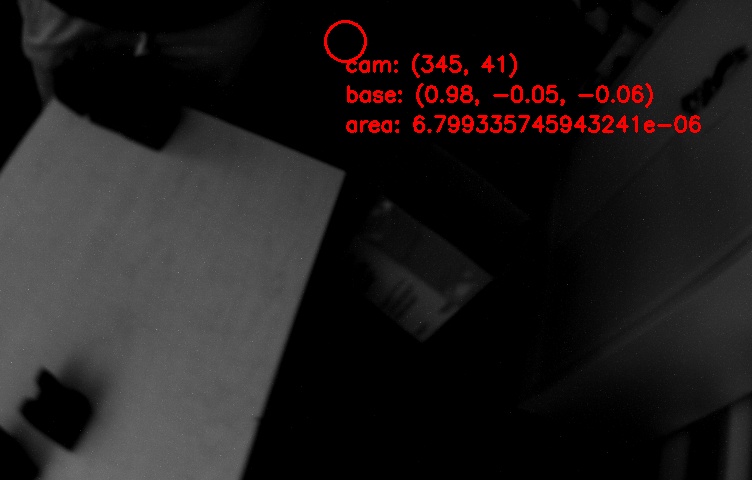 cam: (345, 41)
base: (0.98, −0.05, −0.06)
area: 6.799335745943241e−06